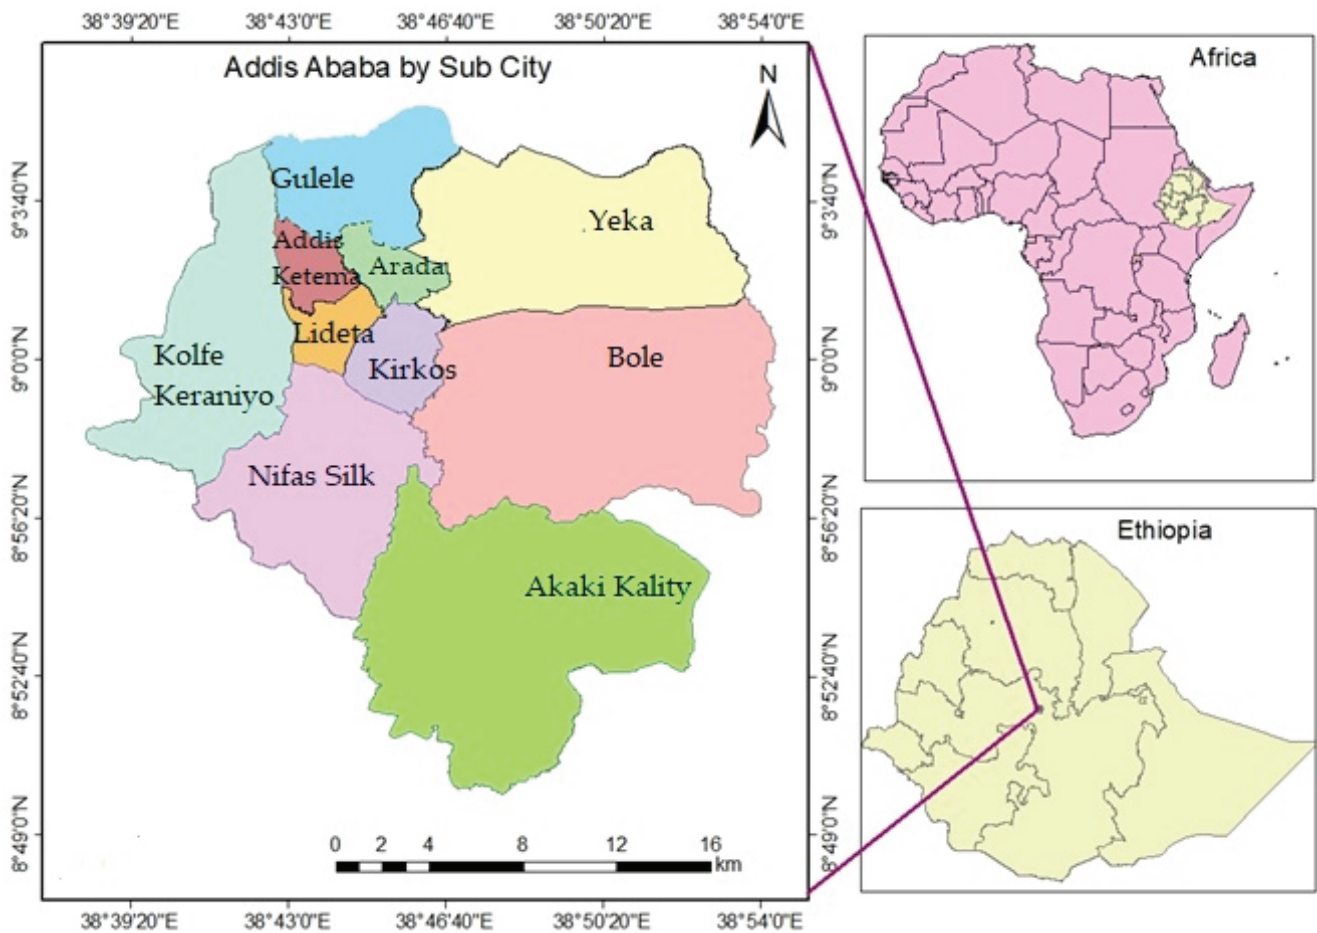 38°39'20"E 38°43'0"E 38°46'40"E 38°50'20"E 38°54'0"E
Addis Ababa by Sub City
N
Gulele
Yeka
Addis
Ketema
Arada
Lideta
Kirkos
Kolfe
Keraniyo
Bole
Nifas Silk
Akaki Kality
0 2 4 8 12 16
km
9°3'40"N
9°0'0"N
8°56'20"N
8°52'40"N
8°49'0"N
9°3'40"N
9°0'0"N
8°56'20"N
8°52'40"N
8°49'0"N
38°39'20"E 38°43'0"E 38°46'40"E 38°50'20"E 38°54'0"E
Africa
Ethiopia